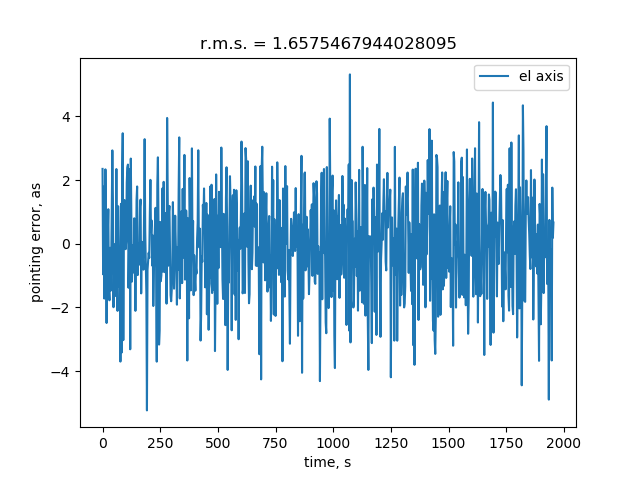 r.m.s. = 1.6575467944028095
el axis
pointing error, as
4
2
0
−2
−4
0 250 500 750 1000 1250 1500 1750 2000
time, s